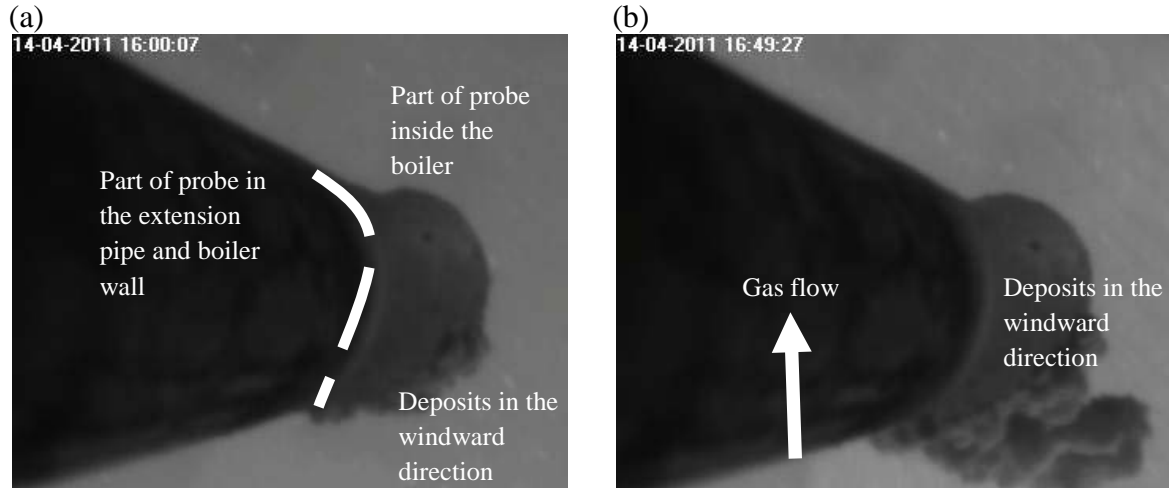 (a)
14-04-2011 16:00:07
Part of probe
inside the
boiler
Part of probe in
the extension
pipe and boiler
wall
Deposits in the
windward
direction
(b)
14-04-2011 16:49:27
Gas flow
Deposits in the
windward
direction